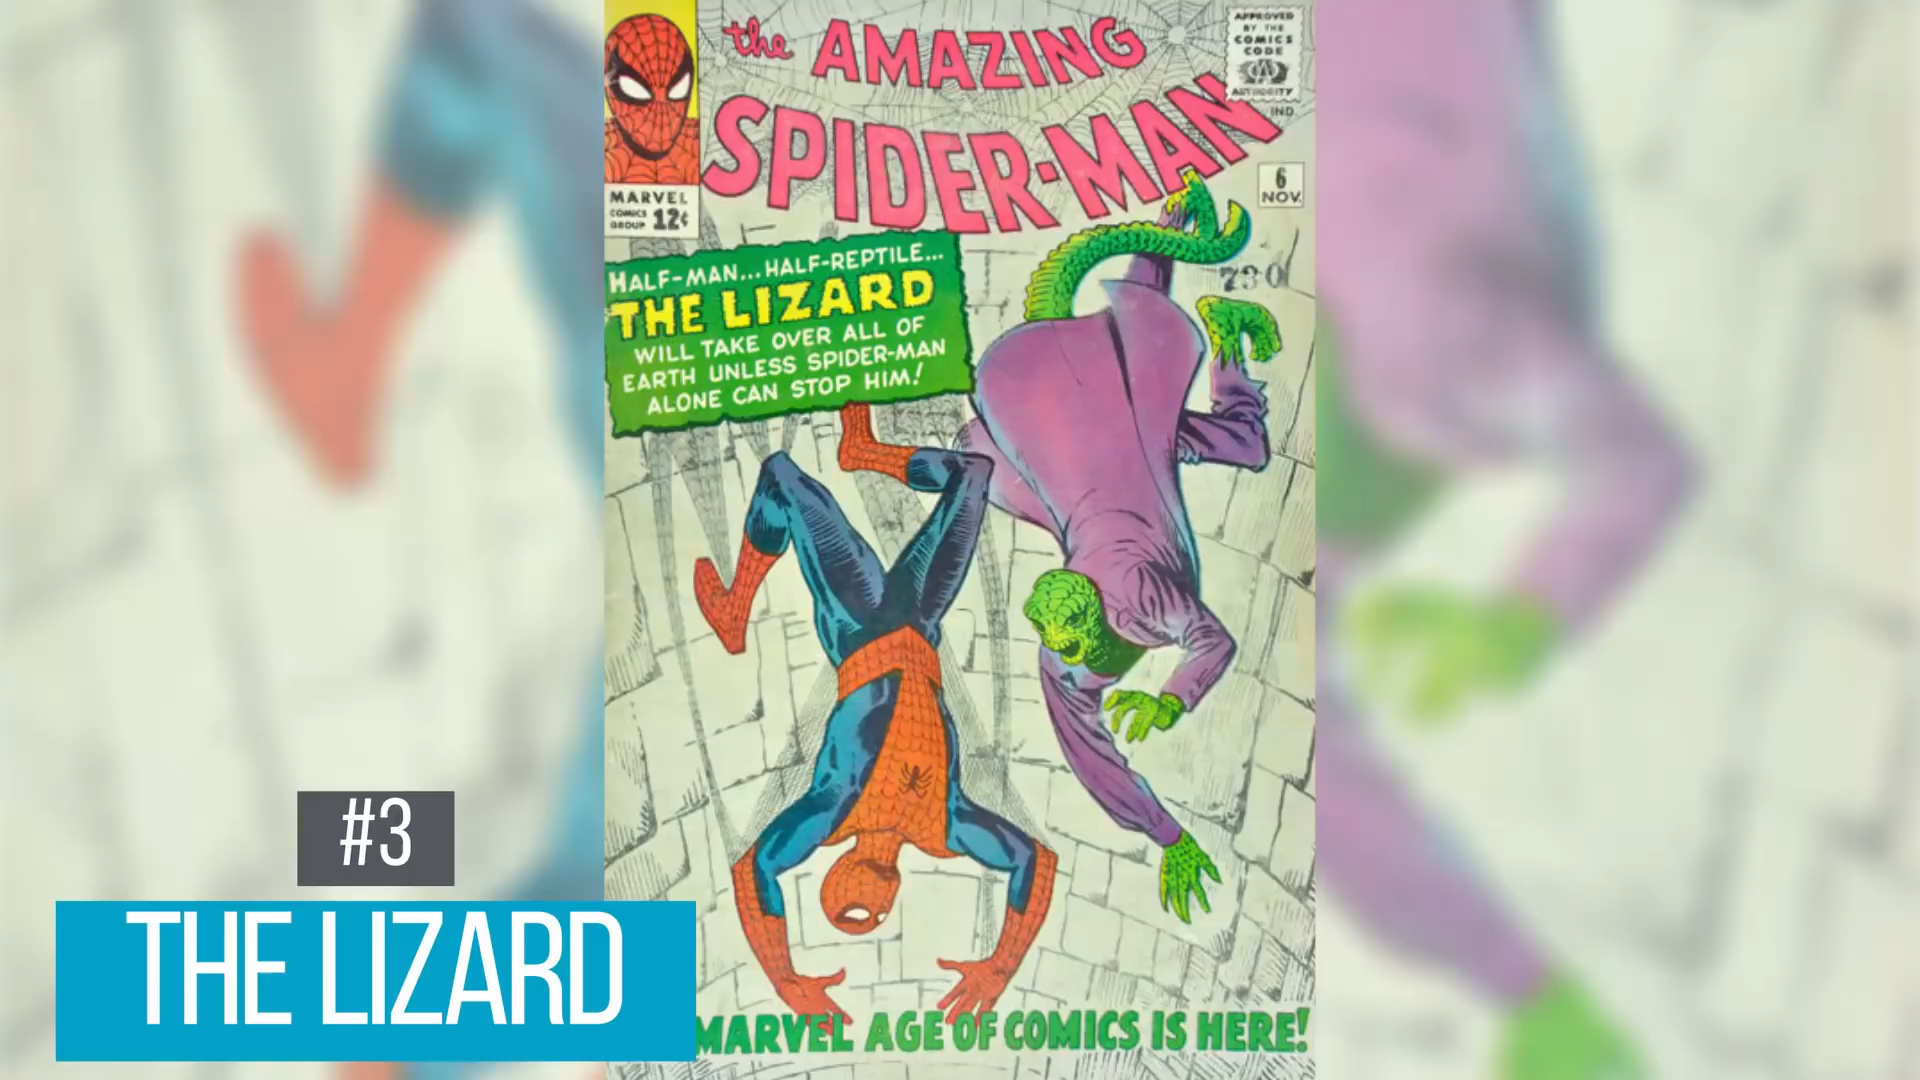 the AMAZING
SPIDER-MAN
APPROVED
BY THE
COMICS
CODE
AUTHORITY
IND.
MARVEL
COMICS
GROUP 12¢
6
NOV.
HALF-MAN...HALF-REPTILE...
THE LIZARD
WILL TAKE OVER ALL OF
EARTH UNLESS SPIDER-MAN
ALONE CAN STOP HIM!
#3
THE LIZARD
MARVEL AGE OF COMICS IS HERE!